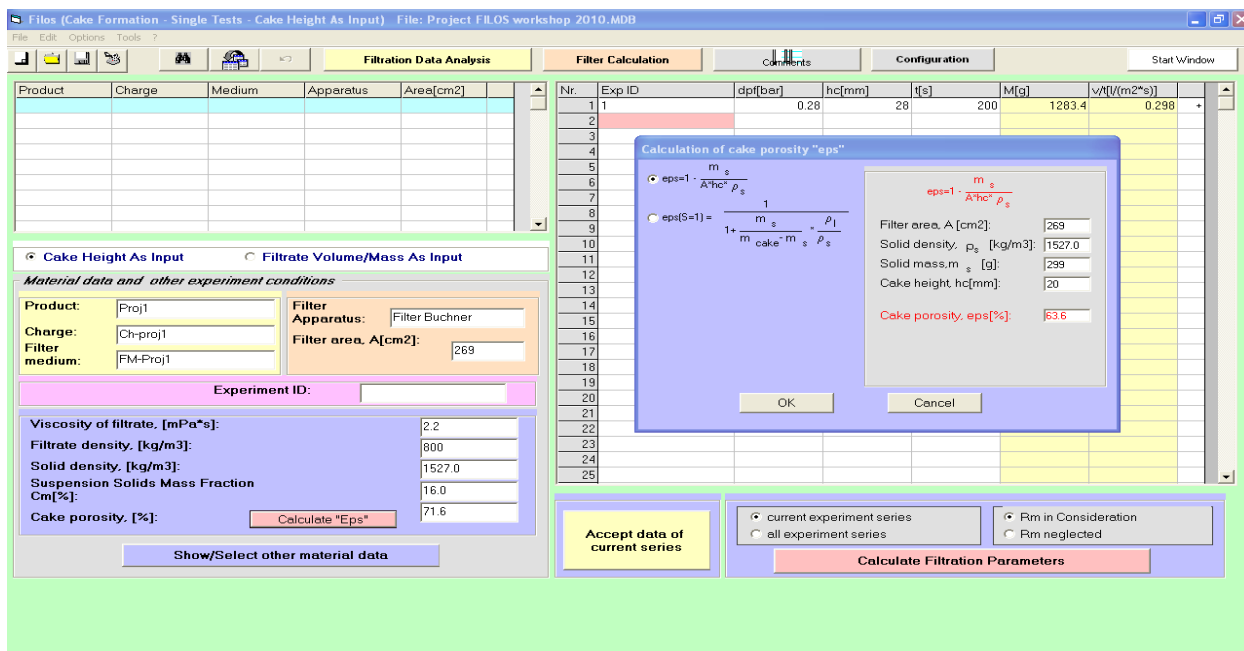 Filos (Cake Formation - Single Tests - Cake Height As Input) File: Project FILOS workshop 2010.MDB
File Edit Options Tools ?
Filtration Data Analysis Filter Calculation Comments Configuration Start Window
Product Charge Medium Apparatus Area[cm2]
Nr. Exp ID dpf[bar] hc[mm] t[s] M[g] v/t[l/(m2*s)]
1 1 0.28 28 200 1283.4 0.298 +
2
3
4
5
6
7
8
9
10
11
12
13
14
15
16
17
18
19
20
21
22
23
24
25
Calculation of cake porosity "eps"
eps=1 - m s / A*hc* ρ s
eps(S=1) = 1 / 1+ m s / m cake - m s * ρ l / ρ s
eps=1 - m s / A*hc* ρ s
Filter area, A [cm2]: 269
Solid density, ρs [kg/m3]: 1527.0
Solid mass,m s [g]: 299
Cake height, hc[mm]: 20
Cake porosity, eps[%]: 63.6
OK Cancel
Cake Height As Input Filtrate Volume/Mass As Input
Material data and other experiment conditions
Product: Proj1
Charge: Ch-proj1
Filter medium: FM-Proj1
Filter Apparatus: Filter Buchner
Filter area, A[cm2]: 269
Experiment ID:
Viscosity of filtrate, [mPa*s]: 2.2
Filtrate density, [kg/m3]: 800
Solid density, [kg/m3]: 1527.0
Suspension Solids Mass Fraction Cm[%]: 16.0
Cake porosity, [%]: Calculate "Eps" 71.6
Show/Select other material data
Accept data of current series
current experiment series
all experiment series
Rm in Consideration
Rm neglected
Calculate Filtration Parameters